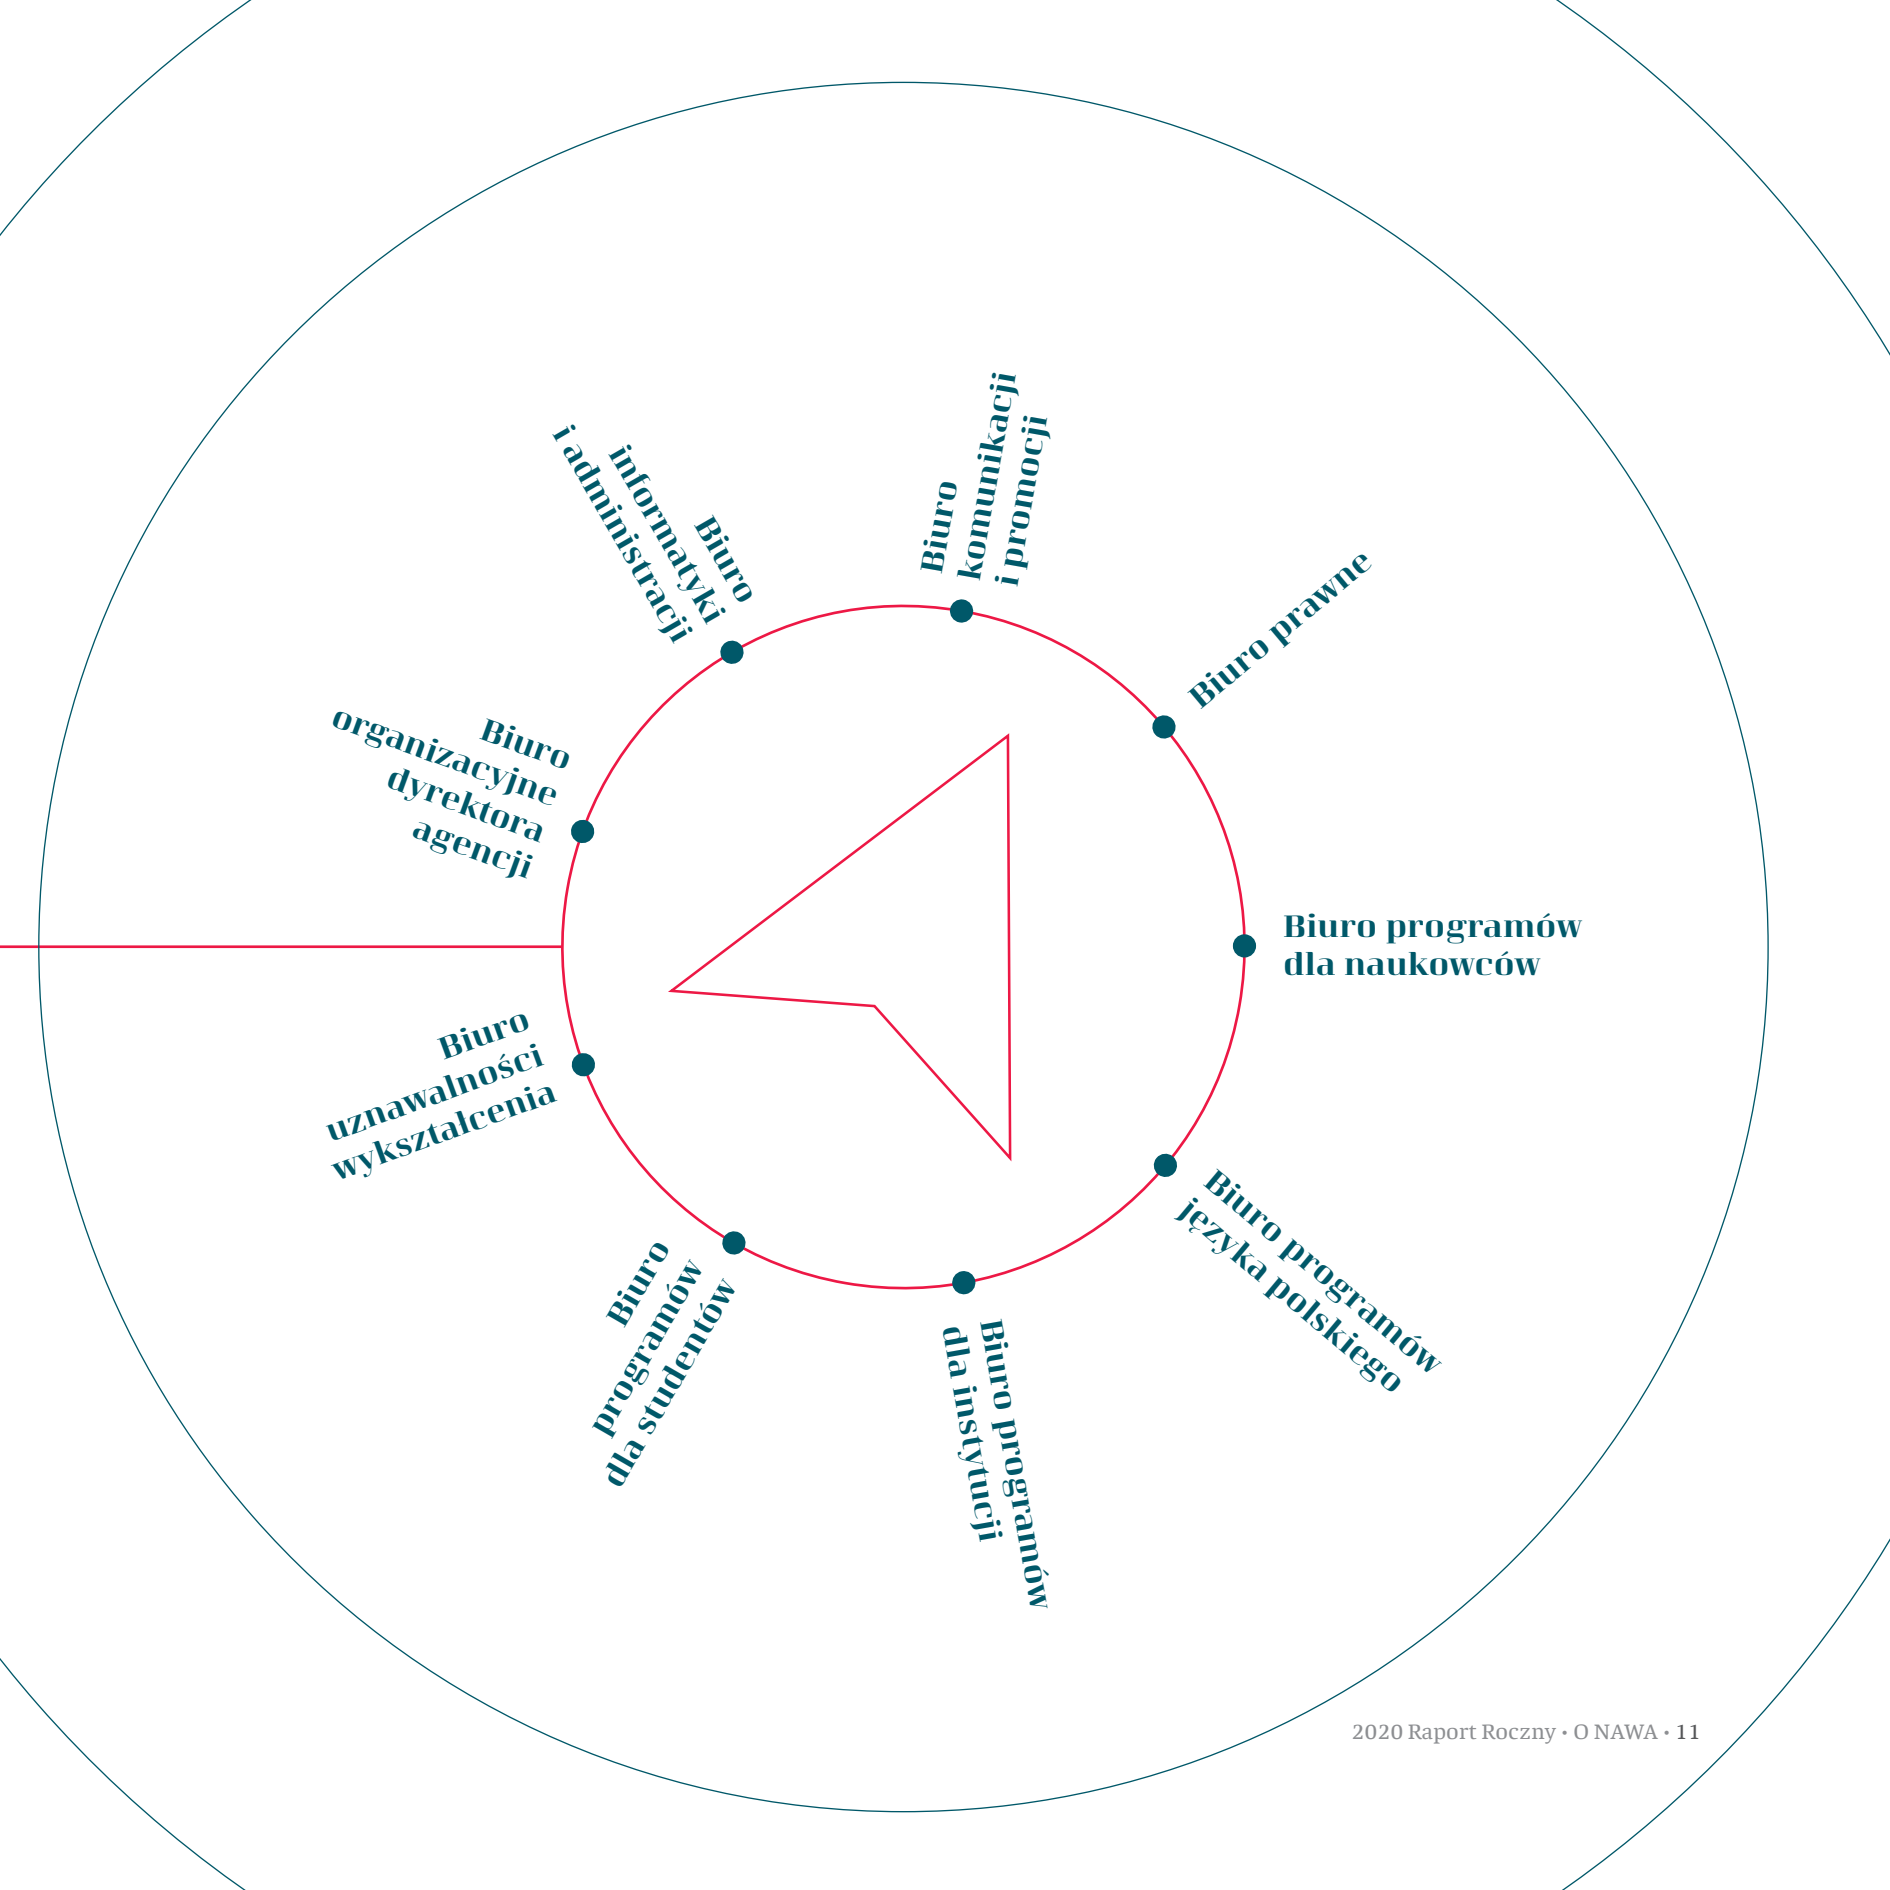 Biuro
organizacyjne
dyrektora
agencji
Biuro
informatyki
i administracji
Biuro
komunikacji
i promocji
Biuro prawne
Biuro programów
dla naukowców
Biuro programów
języka polskiego
Biuro programów
dla instytucji
Biuro
programów
dla studentów
Biuro
uznawalności
wykształcenia
2020 Raport Roczny • O NAWA • 11